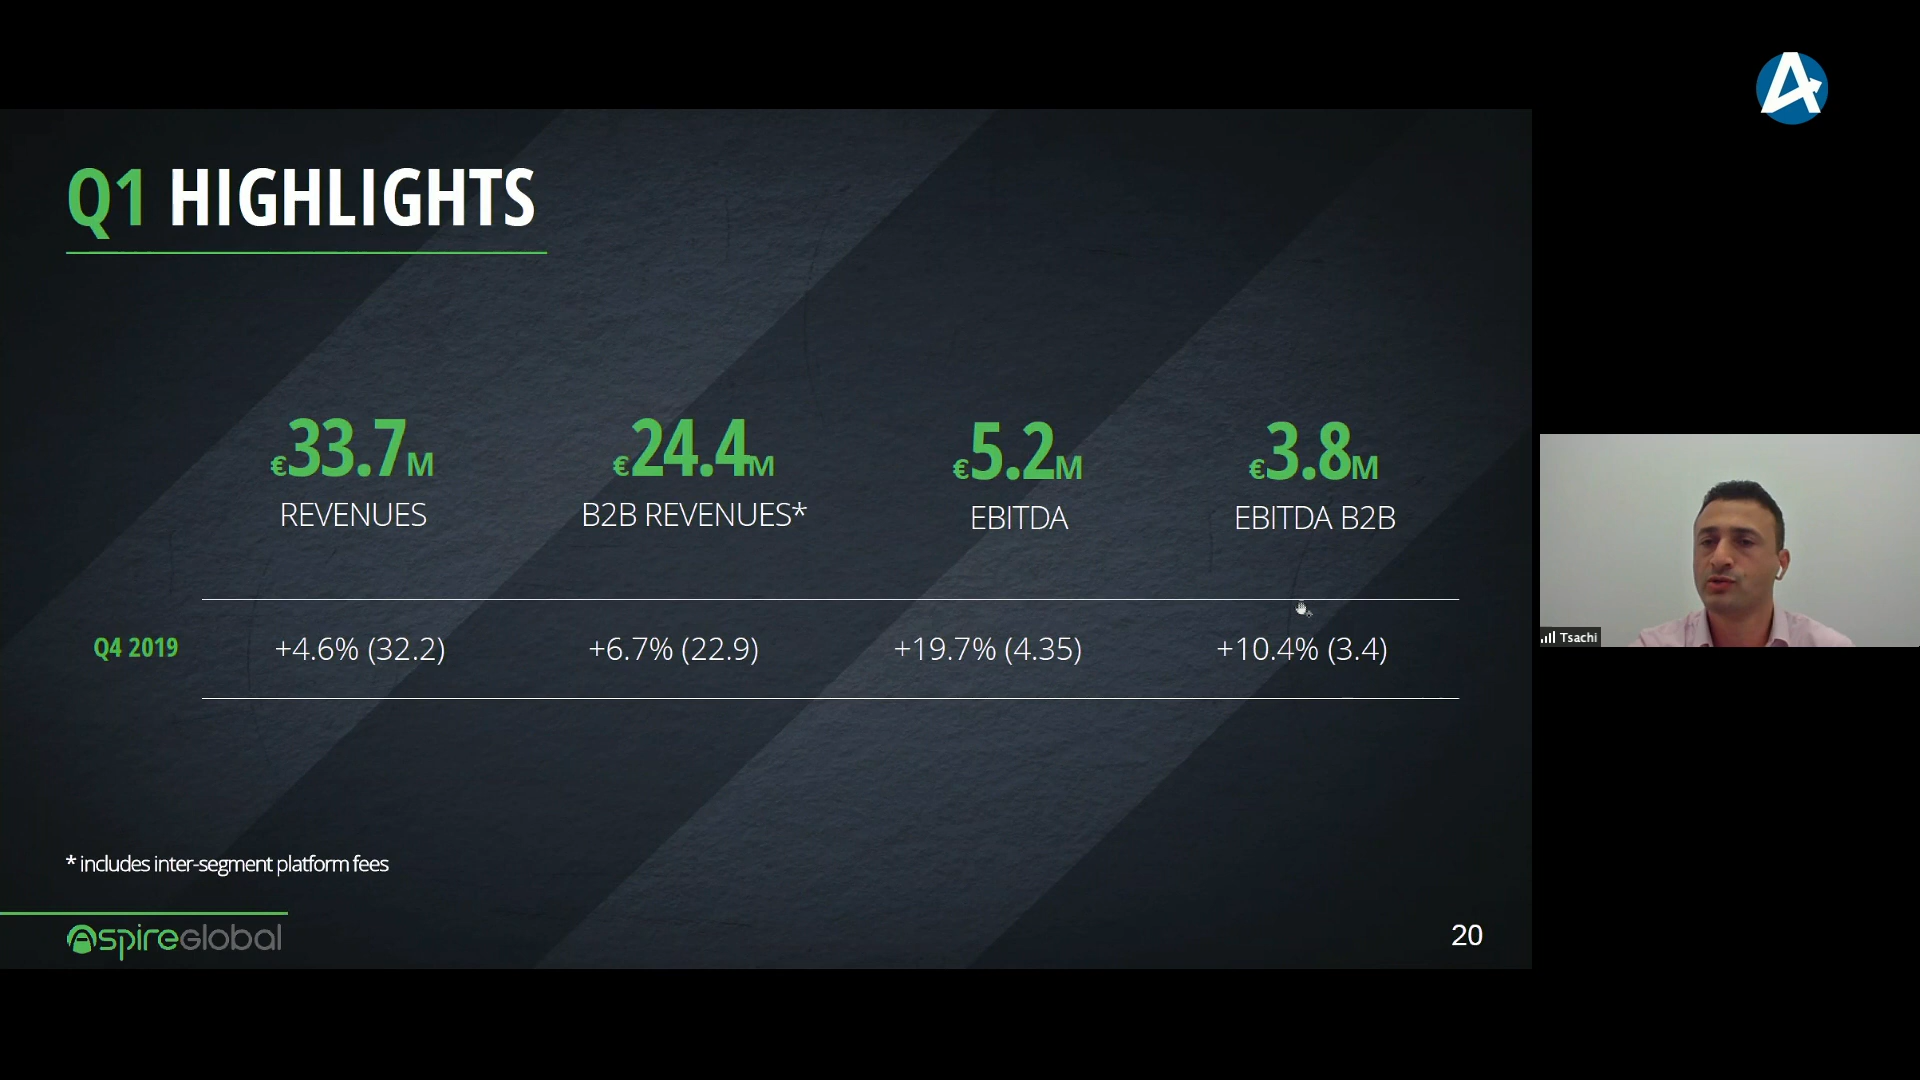 Q1 HIGHLIGHTS
€33.7M
REVENUES
€24.4M
B2B REVENUES*
€5.2M
EBITDA
€3.8M
EBITDA B2B
Q4 2019 +4.6% (32.2) +6.7% (22.9) +19.7% (4.35) +10.4% (3.4)
* includes inter-segment platform fees
AspireGlobal
20
Tsachi